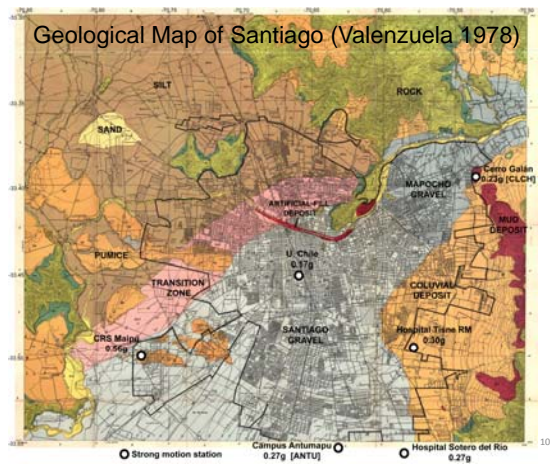 Geological Map of Santiago (Valenzuela 1978)
SILT
ROCK
SAND
Cerro Galán
0.23g [CLCH]
MAPOCHO
GRAVEL
ARTIFICIAL FILL
DEPOSIT
MUD
DEPOSIT
U. Chile
0.17g
PUMICE
TRANSITION
ZONE
COLUVIAL
DEPOSIT
SANTIAGO
GRAVEL
Hospital Tisne RM
0.30g
CRS Maipú
0.56g
Strong motion station
Campus Antumapu
0.27g [ANTU]
Hospital Sotero del Río
0.27g
10